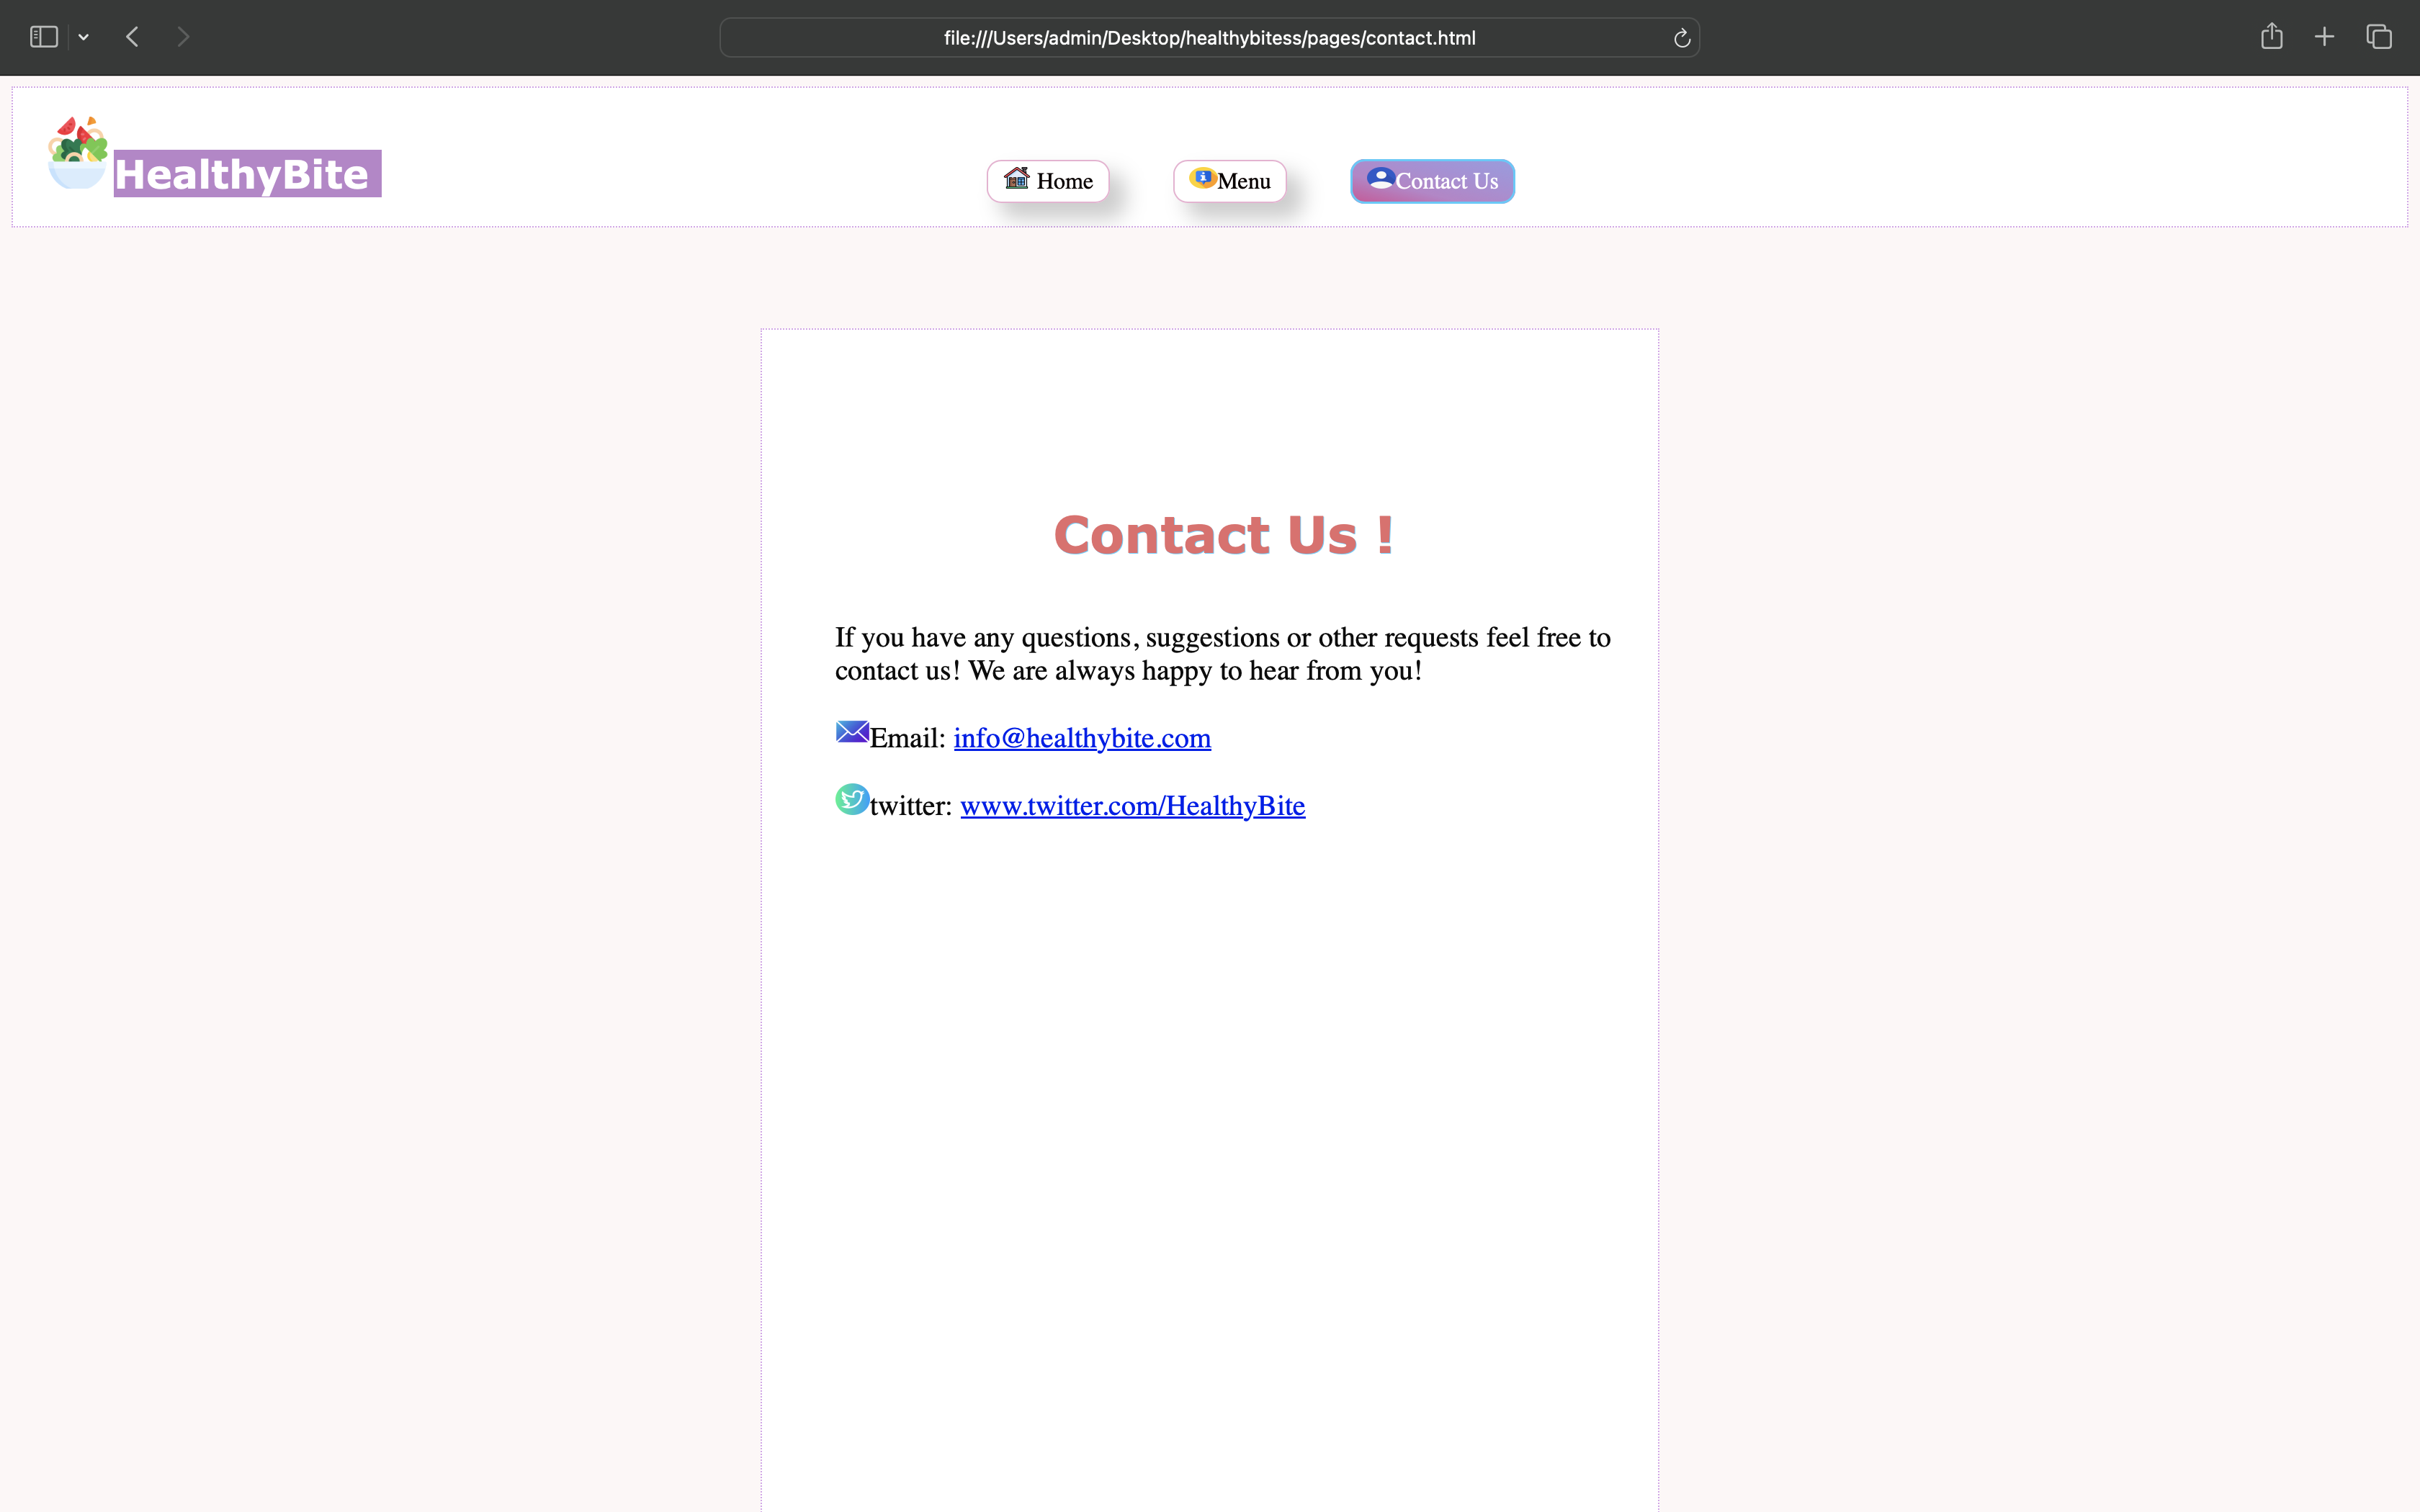 file:///Users/admin/Desktop/healthybitess/pages/contact.html
HealthyBite
Home
Menu
Contact Us
Contact Us !
If you have any questions, suggestions or other requests feel free to
contact us! We are always happy to hear from you!
Email: info@healthybite.com
twitter: www.twitter.com/HealthyBite